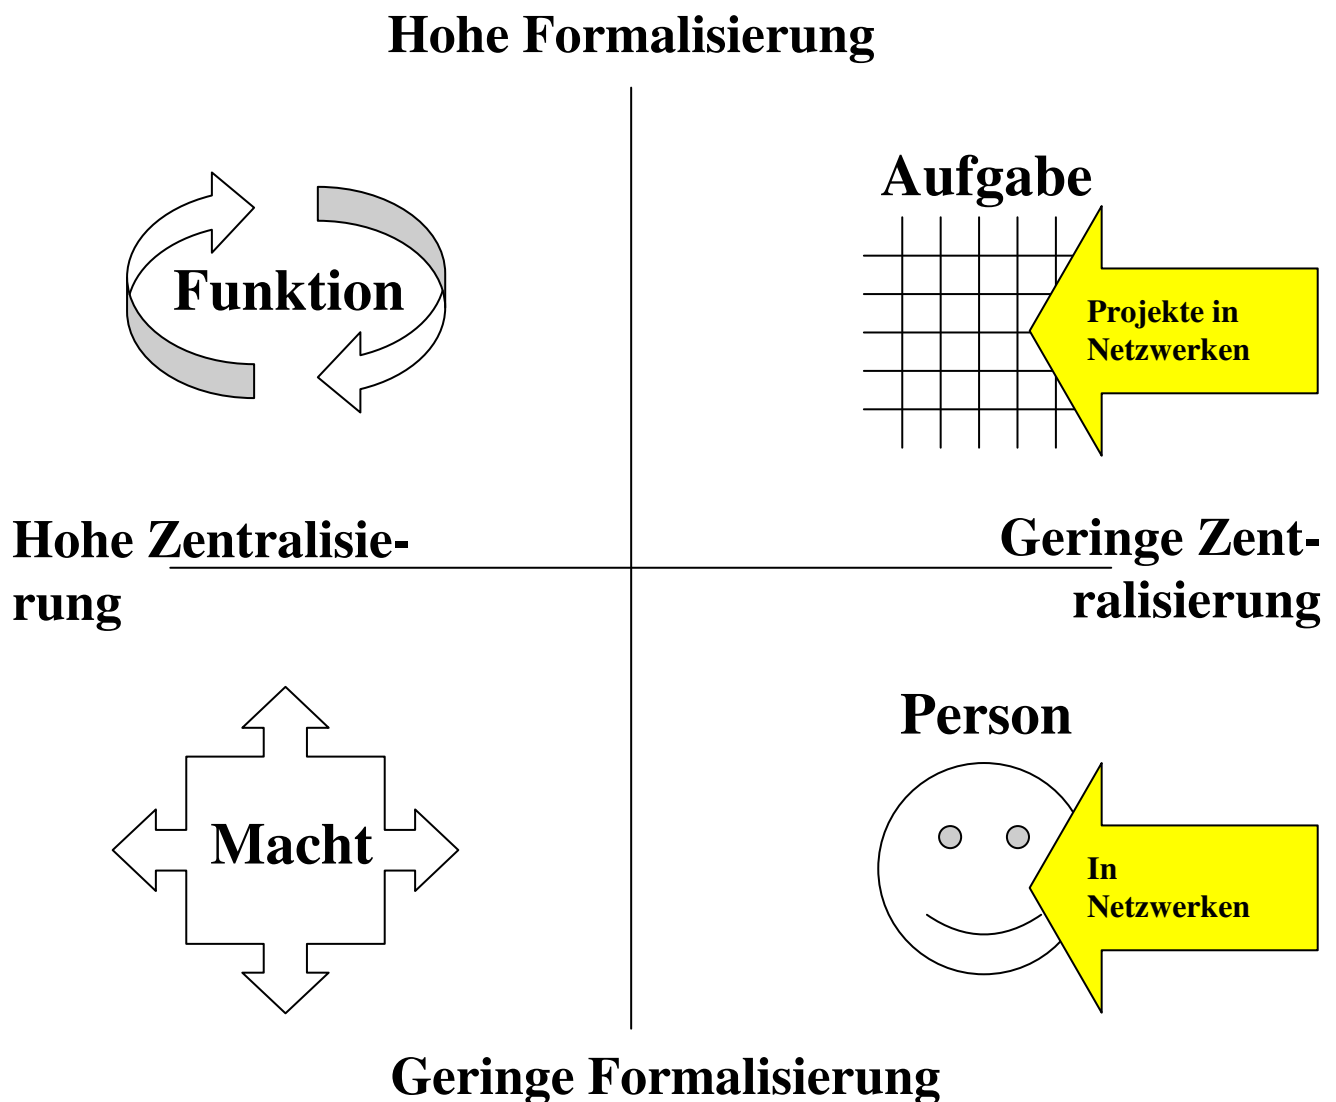 Hohe Formalisierung
Aufgabe
Funktion
Projekte in
Netzwerken
Hohe Zentralisie-
rung
Geringe Zent-
ralisierung
Person
Macht
In
Netzwerken
Geringe Formalisierung